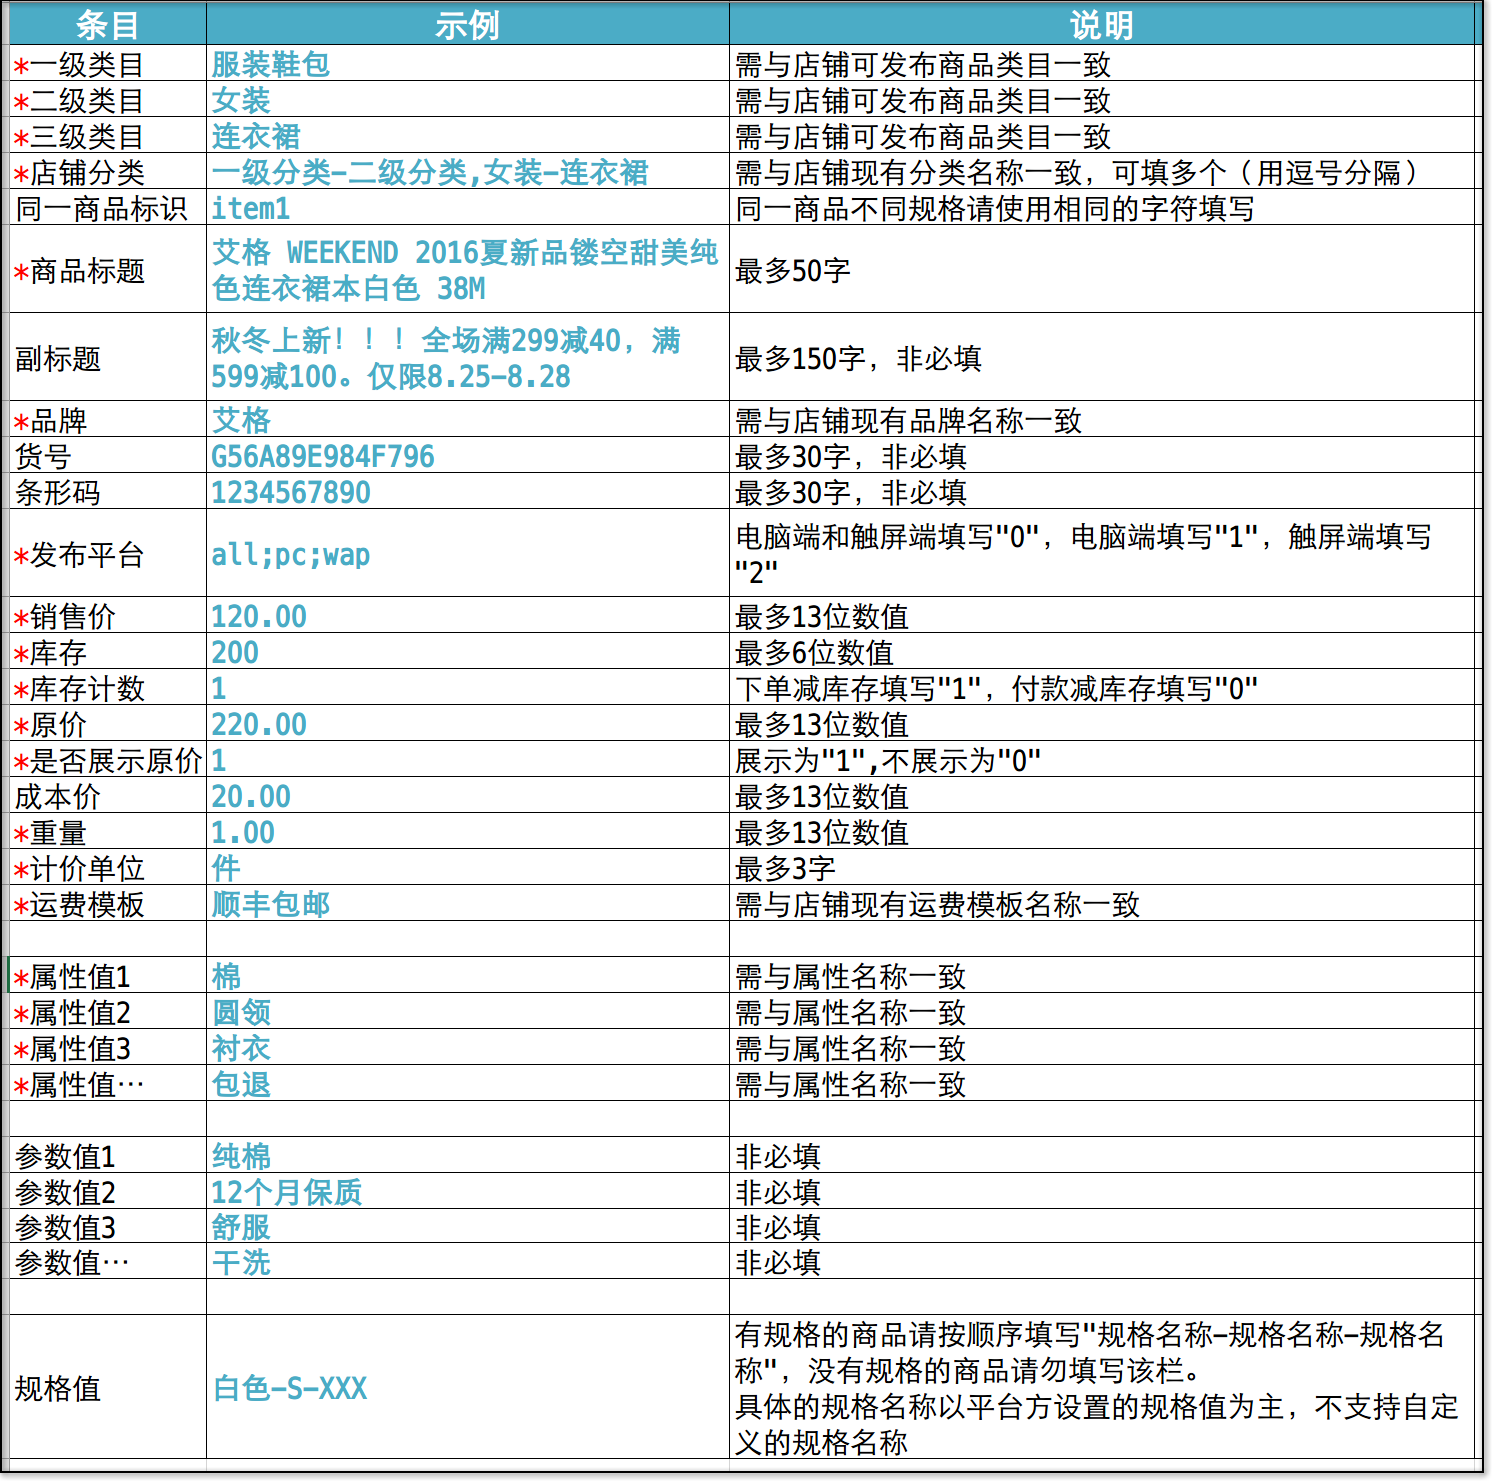 条目 示例 说明
*一级类目 服装鞋包 需与店铺可发布商品类目一致
*二级类目 女装 需与店铺可发布商品类目一致
*三级类目 连衣裙 需与店铺可发布商品类目一致
*店铺分类 一级分类-二级分类,女装-连衣裙 需与店铺现有分类名称一致，可填多个（用逗号分隔）
同一商品标识 item1 同一商品不同规格请使用相同的字符填写
*商品标题 艾格 WEEKEND 2016夏新品镂空甜美纯
色连衣裙本白色 38M
最多50字
副标题 秋冬上新！！！全场满299减40，满
599减100。仅限8.25-8.28
最多150字，非必填
*品牌 艾格 需与店铺现有品牌名称一致
货号 G56A89E984F796 最多30字，非必填
条形码 1234567890 最多30字，非必填
*发布平台 all;pc;wap 电脑端和触屏端填写"0"，电脑端填写"1"，触屏端填写
"2"
*销售价 120.00 最多13位数值
*库存 200 最多6位数值
*库存计数 1 下单减库存填写"1"，付款减库存填写"0"
*原价 220.00 最多13位数值
*是否展示原价 1 展示为"1",不展示为"0"
成本价 20.00 最多13位数值
*重量 1.00 最多13位数值
*计价单位 件 最多3字
*运费模板 顺丰包邮 需与店铺现有运费模板名称一致
*属性值1 棉 需与属性名称一致
*属性值2 圆领 需与属性名称一致
*属性值3 衬衣 需与属性名称一致
*属性值… 包退 需与属性名称一致
参数值1 纯棉 非必填
参数值2 12个月保质 非必填
参数值3 舒服 非必填
参数值… 干洗 非必填
规格值 白色-S-XXX 有规格的商品请按顺序填写"规格名称-规格名称-规格名
称"，没有规格的商品请勿填写该栏。
具体的规格名称以平台方设置的规格值为主，不支持自定
义的规格名称